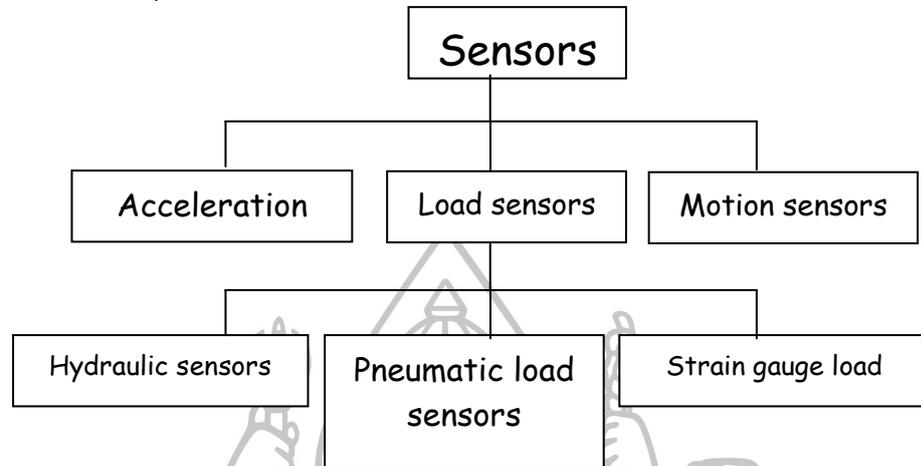 Sensors
Acceleration
Load sensors
Motion sensors
Hydraulic sensors
Pneumatic load
sensors
Strain gauge load